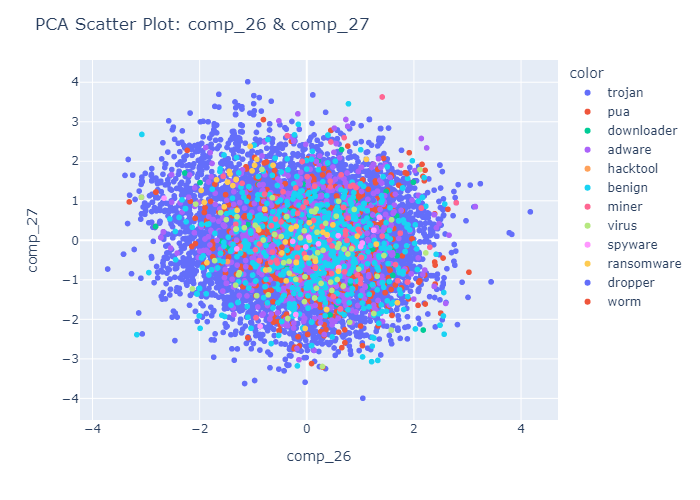 PCA Scatter Plot: comp_26 & comp_27
color
trojan
pua
downloader
adware
hacktool
benign
miner
virus
spyware
ransomware
dropper
worm
comp_27
4
3
2
1
0
−1
−2
−3
−4
−4
−2
0
2
4
comp_26